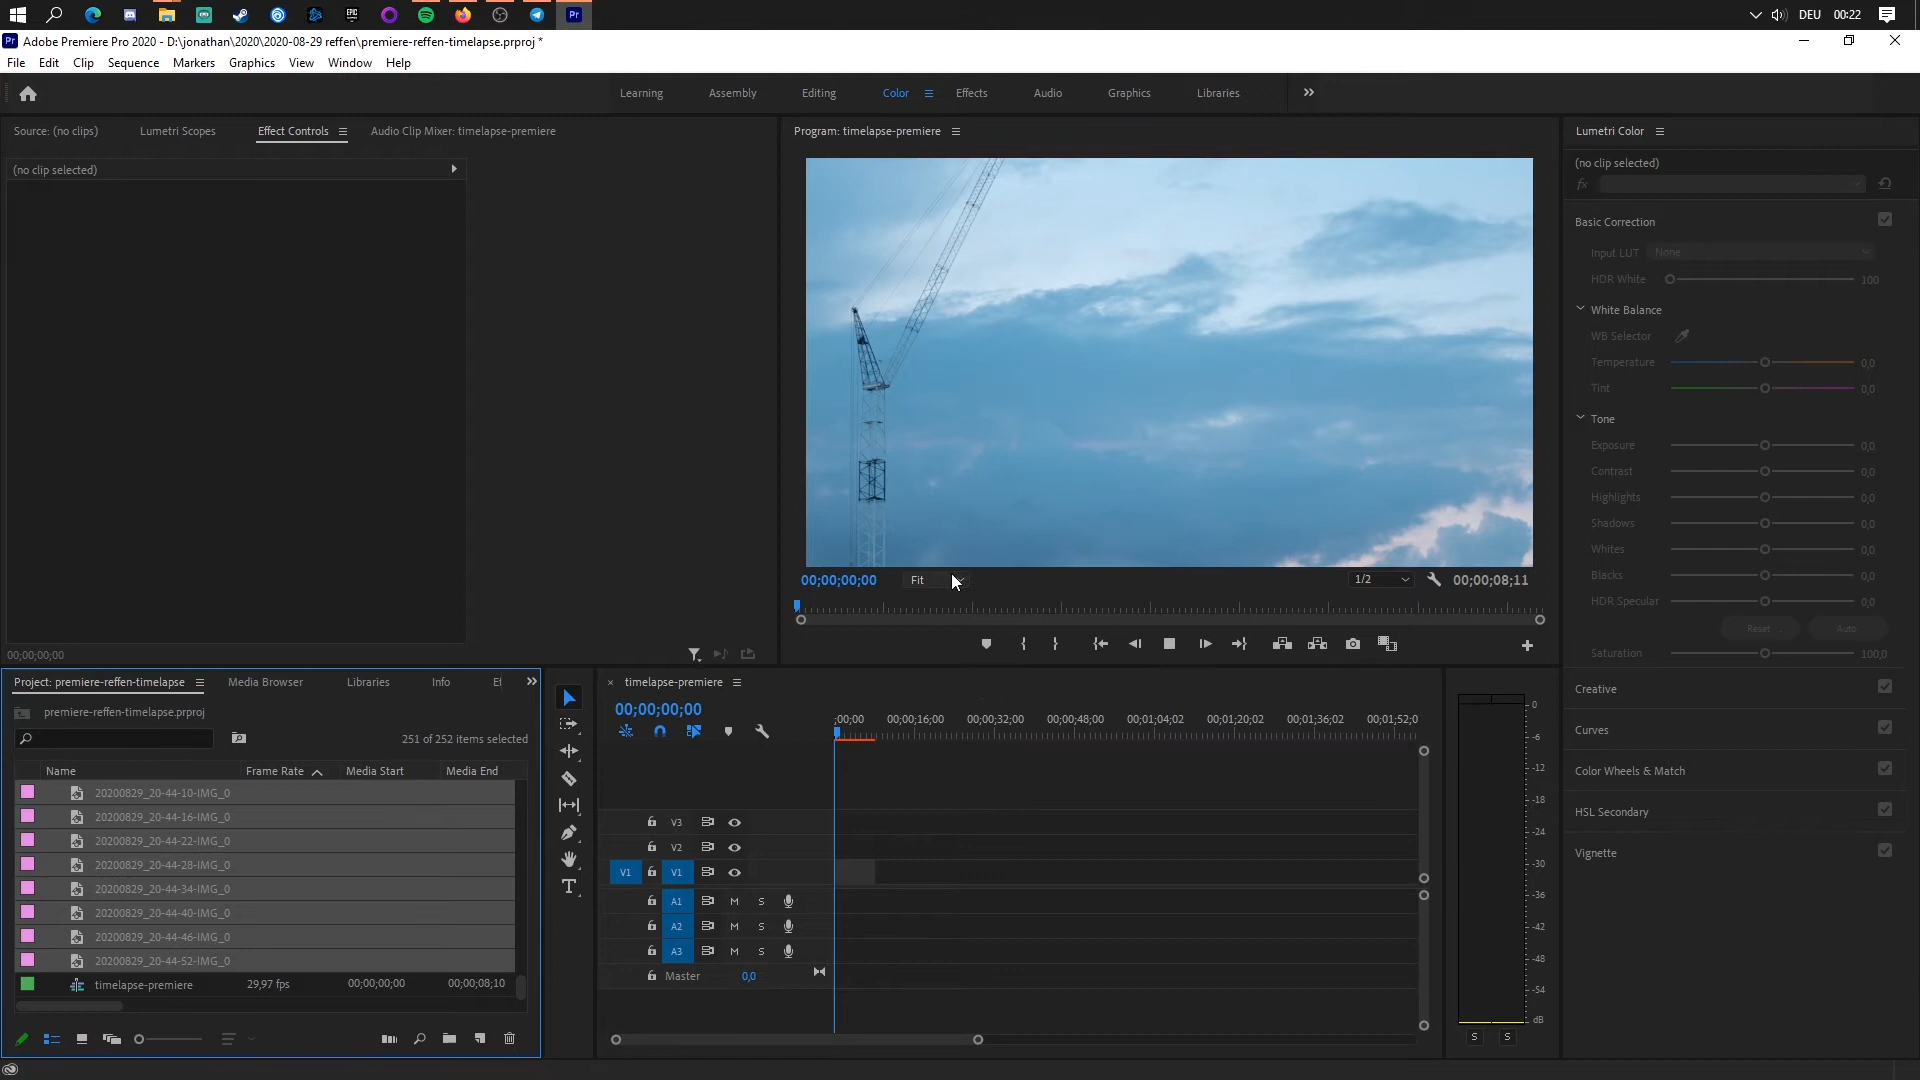 DEU 00:22
Adobe Premiere Pro 2020 - D:\jonathan\2020\2020-08-29 reffen\premiere-reffen-timelapse.prproj *
File Edit Clip Sequence Markers Graphics View Window Help
Learning Assembly Editing Color Effects Audio Graphics Libraries
Source: (no clips) Lumetri Scopes Effect Controls Audio Clip Mixer: timelapse-premiere
(no clip selected)
00;00;00;00
Program: timelapse-premiere
00;00;00;00 Fit 1/2 00;00;08;11
Lumetri Color
(no clip selected)
fx
Basic Correction
Input LUT None
HDR White 100
White Balance
WB Selector
Temperature 0,0
Tint 0,0
Tone
Exposure 0,0
Contrast 0,0
Highlights 0,0
Shadows 0,0
Whites 0,0
Blacks 0,0
HDR Specular 0,0
Reset Auto
Saturation 100,0
Creative
Curves
Color Wheels & Match
HSL Secondary
Vignette
Project: premiere-reffen-timelapse Media Browser Libraries Info
premiere-reffen-timelapse.prproj
251 of 252 items selected
Name Frame Rate Media Start Media End
20200829_20-44-10-IMG_0
20200829_20-44-16-IMG_0
20200829_20-44-22-IMG_0
20200829_20-44-28-IMG_0
20200829_20-44-34-IMG_0
20200829_20-44-40-IMG_0
20200829_20-44-46-IMG_0
20200829_20-44-52-IMG_0
timelapse-premiere 29,97 fps 00;00;00;00 00;00;08;10
× timelapse-premiere
00;00;00;00
;00;00 00;00;16;00 00;00;32;00 00;00;48;00 00;01;04;02 00;01;20;02 00;01;36;02 00;01;52;0
V3
V2
V1 V1
A1 M S
A2 M S
A3 M S
Master 0,0
0
-6
-12
-18
-24
-30
-36
-42
-48
-54
dB
S S